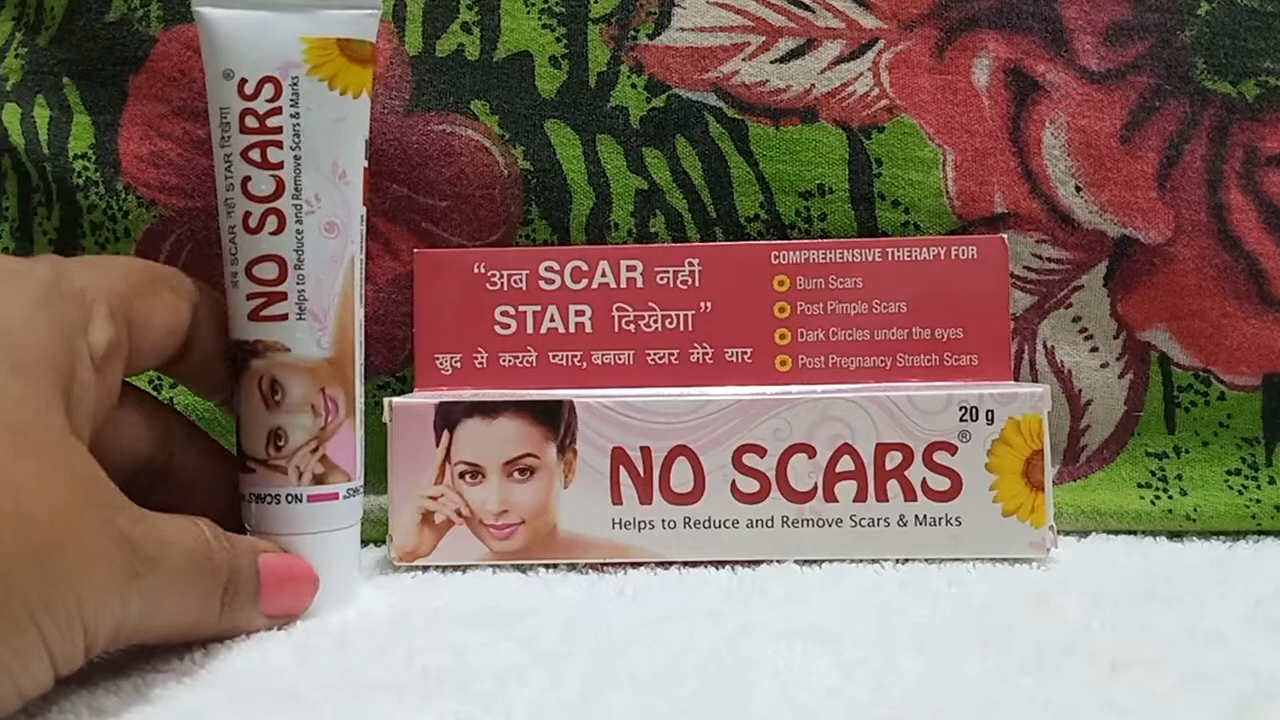 अब SCAR नहीं STAR दिखेगा
NO SCARS®
Helps to Reduce and Remove Scars & Marks
NO SCARS
“अब SCAR नहीं
STAR दिखेगा”
खुद से करले प्यार, बनजा स्टार मेरे यार
COMPREHENSIVE THERAPY FOR
Burn Scars
Post Pimple Scars
Dark Circles under the eyes
Post Pregnancy Stretch Scars
20 g
NO SCARS®
Helps to Reduce and Remove Scars & Marks